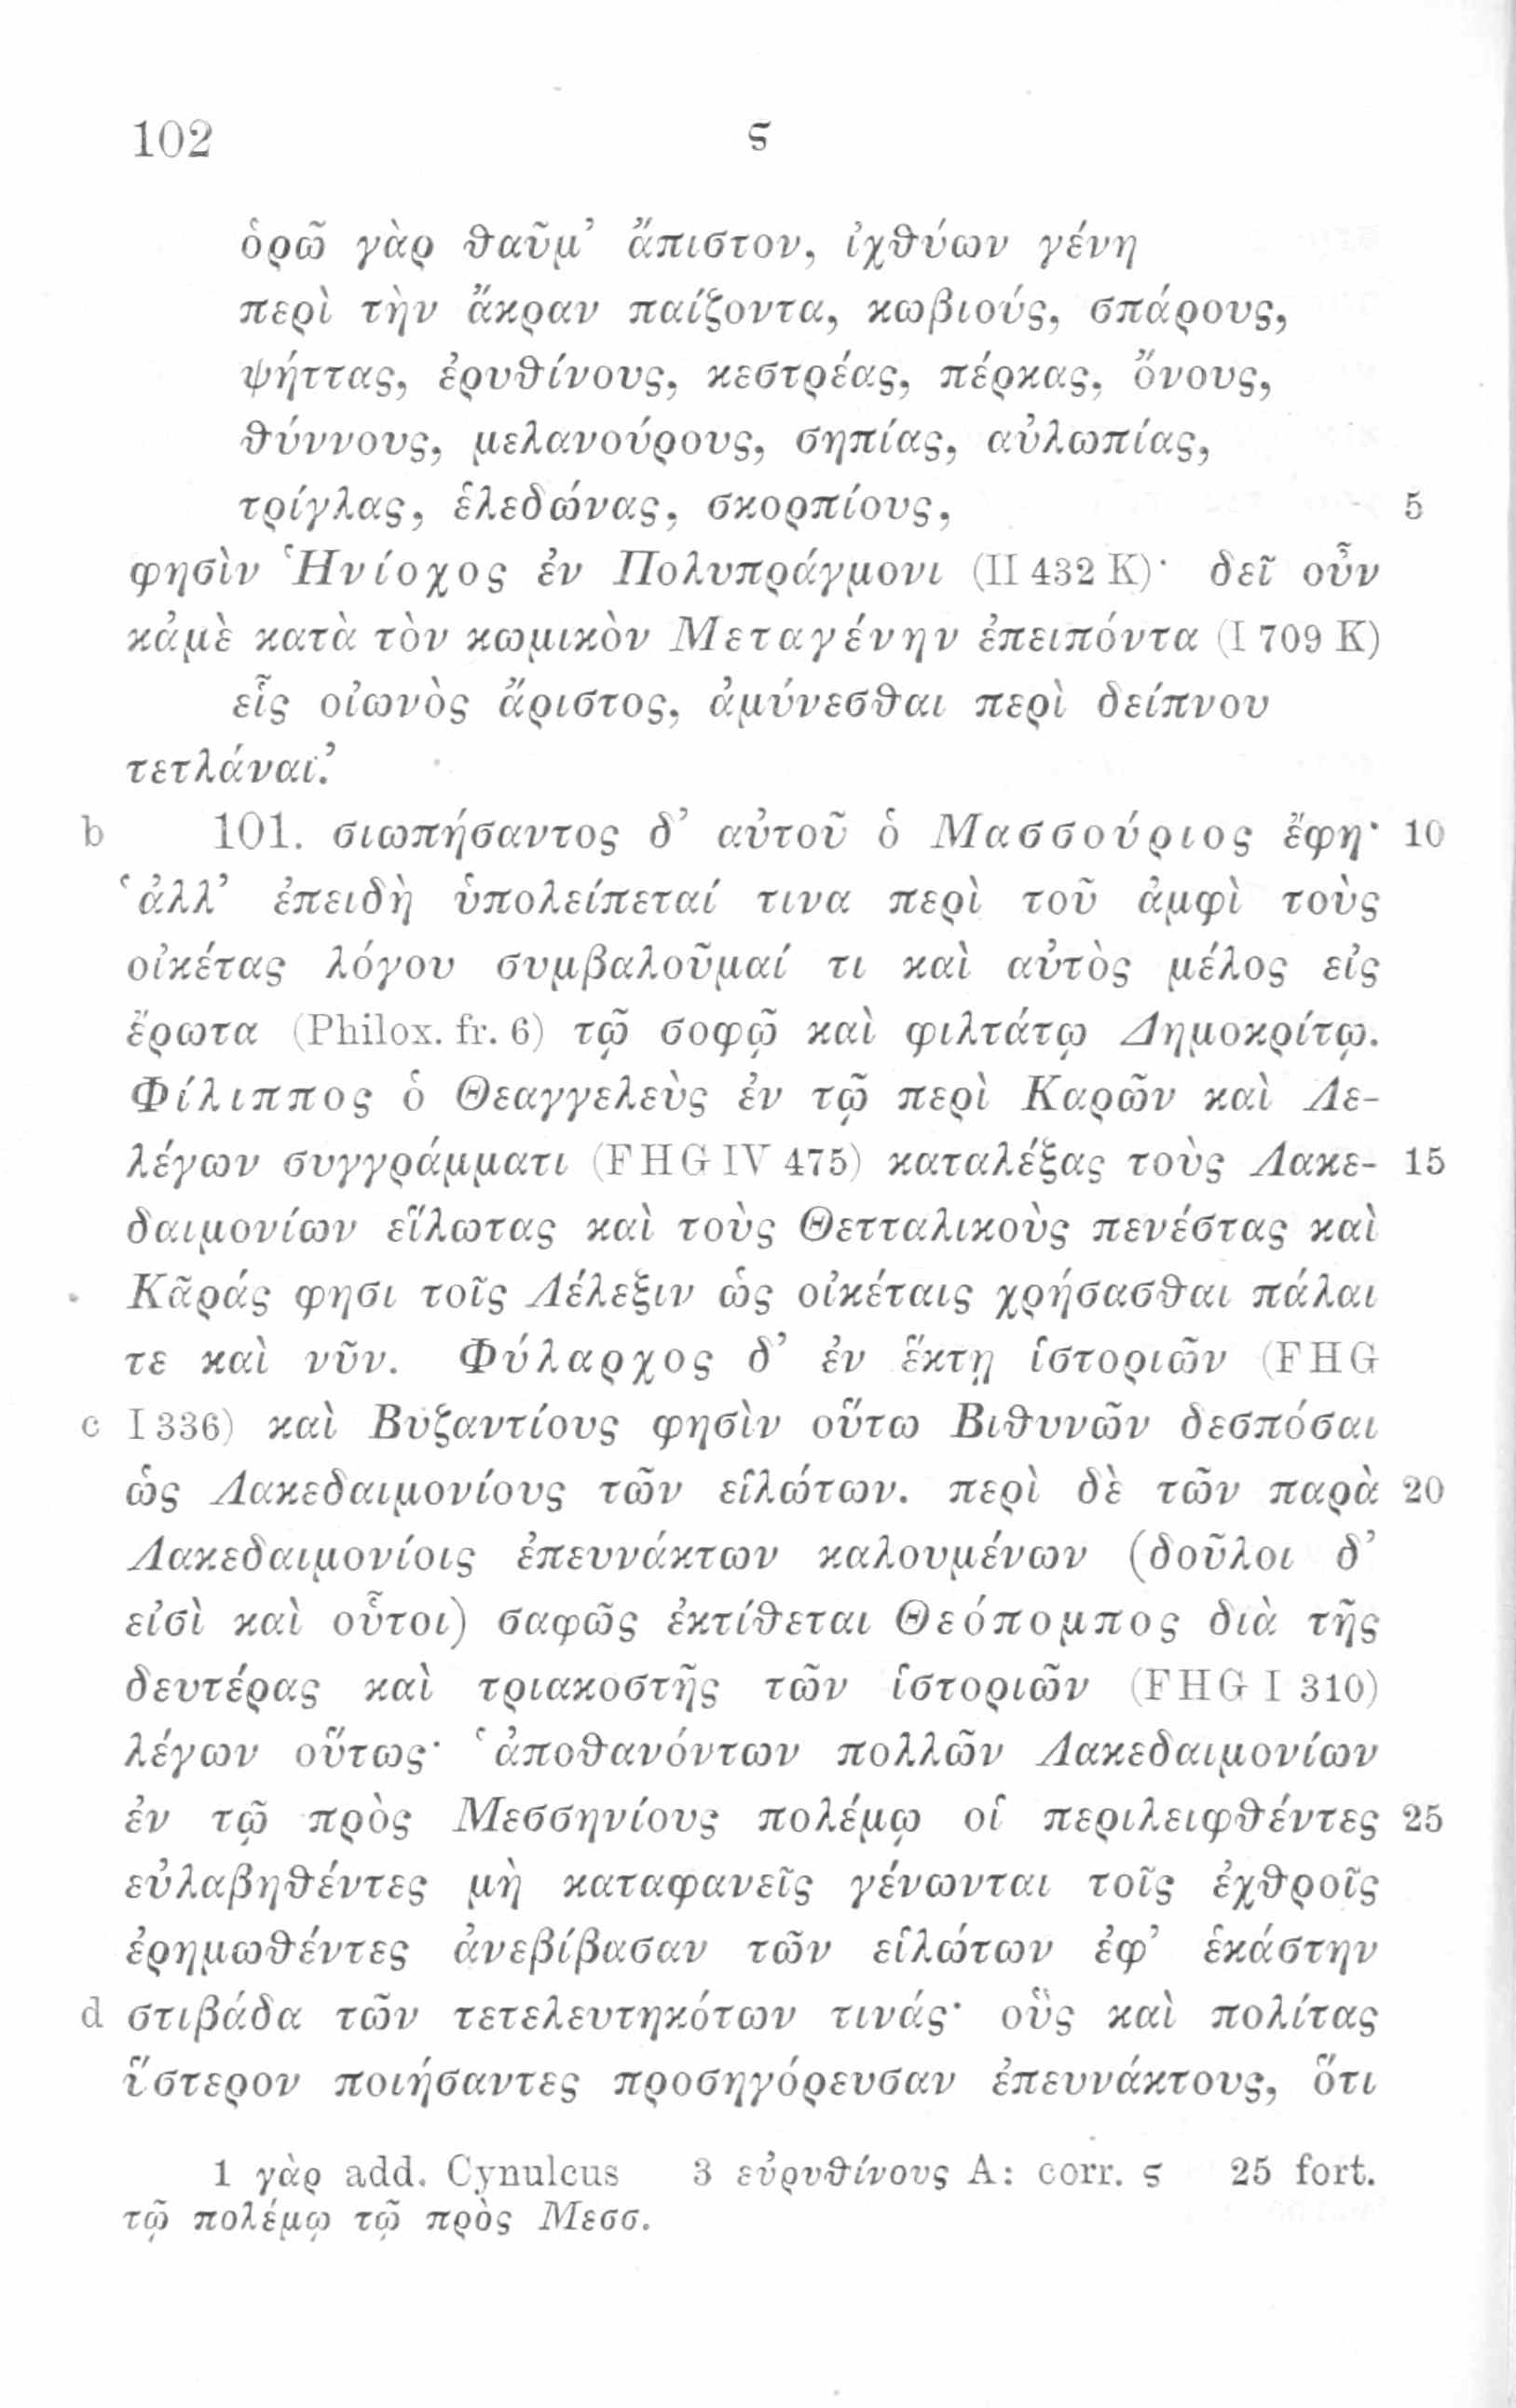 102 ϛ
ὁρῶ γὰρ θαῦμ’ ἄπιστον, ἰχθύων γένη
περὶ τὴν ἄκραν παίζοντα, κωβιούς, σπάρους,
ψήττας, ἐρυθίνους, κεστρέας, πέρκας, ὄνους,
θύννους, μελανούρους, σηπίας, αὐλωπίας,
τρίγλας, ἑλεδώνας, σκορπίους, 5
φησὶν Ἡνίοχος ἐν Πολυπράγμονι (II 432 K)· δεῖ οὖν
κἀμὲ κατὰ τὸν κωμικὸν Μεταγένην ἐπειπόντα (I 709 K)
εἷς οἰωνὸς ἄριστος, ἀμύνεσθαι περὶ δείπνου
τετλάναι.’
b 101. σιωπήσαντος δ’ αὐτοῦ ὁ Μασσούριος ἔφη· 10
‘ἀλλ’ ἐπειδὴ ὑπολείπεταί τινα περὶ τοῦ ἀμφὶ τοὺς
οἰκέτας λόγου συμβαλοῦμαί τι καὶ αὐτὸς μέλος εἰς
ἔρωτα (Philox. fr. 6) τῷ σοφῷ καὶ φιλτάτῳ Δημοκρίτῳ.
Φίλιππος ὁ Θεαγγελεὺς ἐν τῷ περὶ Καρῶν καὶ Λε-
λέγων συγγράμματι (FHG IV 475) καταλέξας τοὺς Λακε- 15
δαιμονίων εἵλωτας καὶ τοὺς Θετταλικοὺς πενέστας καὶ
Κᾶράς φησι τοῖς Λέλεξιν ὡς οἰκέταις χρήσασθαι πάλαι
τε καὶ νῦν. Φύλαρχος δ’ ἐν ἕκτῃ ἱστοριῶν (FHG
c I 336) καὶ Βυζαντίους φησὶν οὕτω Βιθυνῶν δεσπόσαι
ὡς Λακεδαιμονίους τῶν εἱλώτων. περὶ δὲ τῶν παρὰ 20
Λακεδαιμονίοις ἐπευνάκτων καλουμένων (δοῦλοι δ’
εἰσὶ καὶ οὗτοι) σαφῶς ἐκτίθεται Θεόπομπος διὰ τῆς
δευτέρας καὶ τριακοστῆς τῶν ἱστοριῶν (FHG I 310)
λέγων οὕτως· ‘ἀποθανόντων πολλῶν Λακεδαιμονίων
ἐν τῷ πρὸς Μεσσηνίους πολέμῳ οἱ περιλειφθέντες 25
εὐλαβηθέντες μὴ καταφανεῖς γένωνται τοῖς ἐχθροῖς
ἐρημωθέντες ἀνεβίβασαν τῶν εἱλώτων ἐφ’ ἑκάστην
d στιβάδα τῶν τετελευτηκότων τινάς· οὓς καὶ πολίτας
ὕστερον ποιήσαντες προσηγόρευσαν ἐπευνάκτους, ὅτι
1 γὰρ add. Cynulcus 3 εὐρυθίνους A: corr. ϛ 25 fort.
τῷ πολέμῳ τῷ πρὸς Μεσσ.